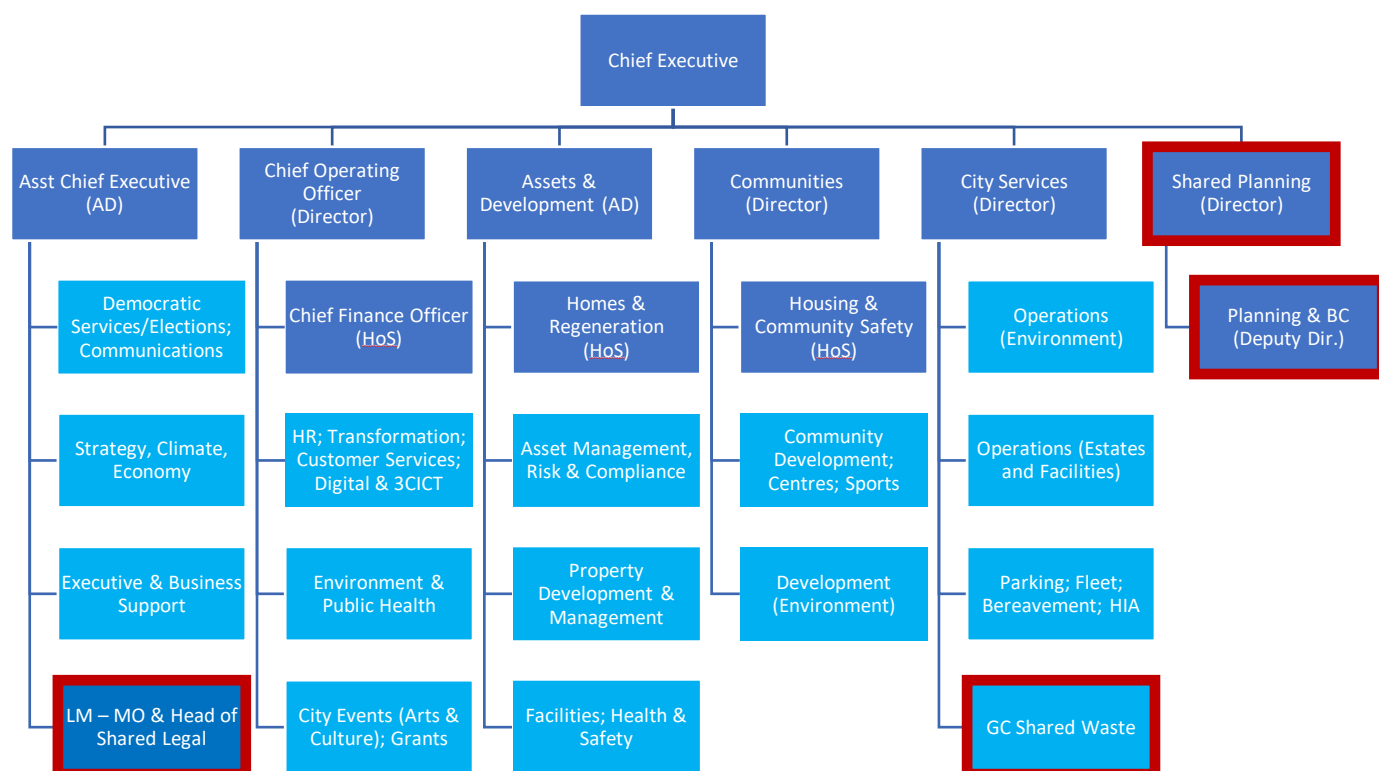 Chief Executive
Asst Chief Executive
(AD)
Chief Operating
Officer
(Director)
Assets &
Development (AD)
Communities
(Director)
City Services
(Director)
Shared Planning
(Director)
Democratic
Services/Elections;
Communications
Chief Finance Officer
(HoS)
Homes &
Regeneration
(HoS)
Housing &
Community Safety
(HoS)
Operations
(Environment)
Planning & BC
(Deputy Dir.)
Strategy, Climate,
Economy
HR; Transformation;
Customer Services;
Digital & 3CICT
Asset Management,
Risk & Compliance
Community
Development;
Centres; Sports
Operations (Estates
and Facilities)
Executive & Business
Support
Environment &
Public Health
Property
Development &
Management
Development
(Environment)
Parking; Fleet;
Bereavement; HIA
LM – MO & Head of
Shared Legal
City Events (Arts &
Culture); Grants
Facilities; Health &
Safety
GC Shared Waste